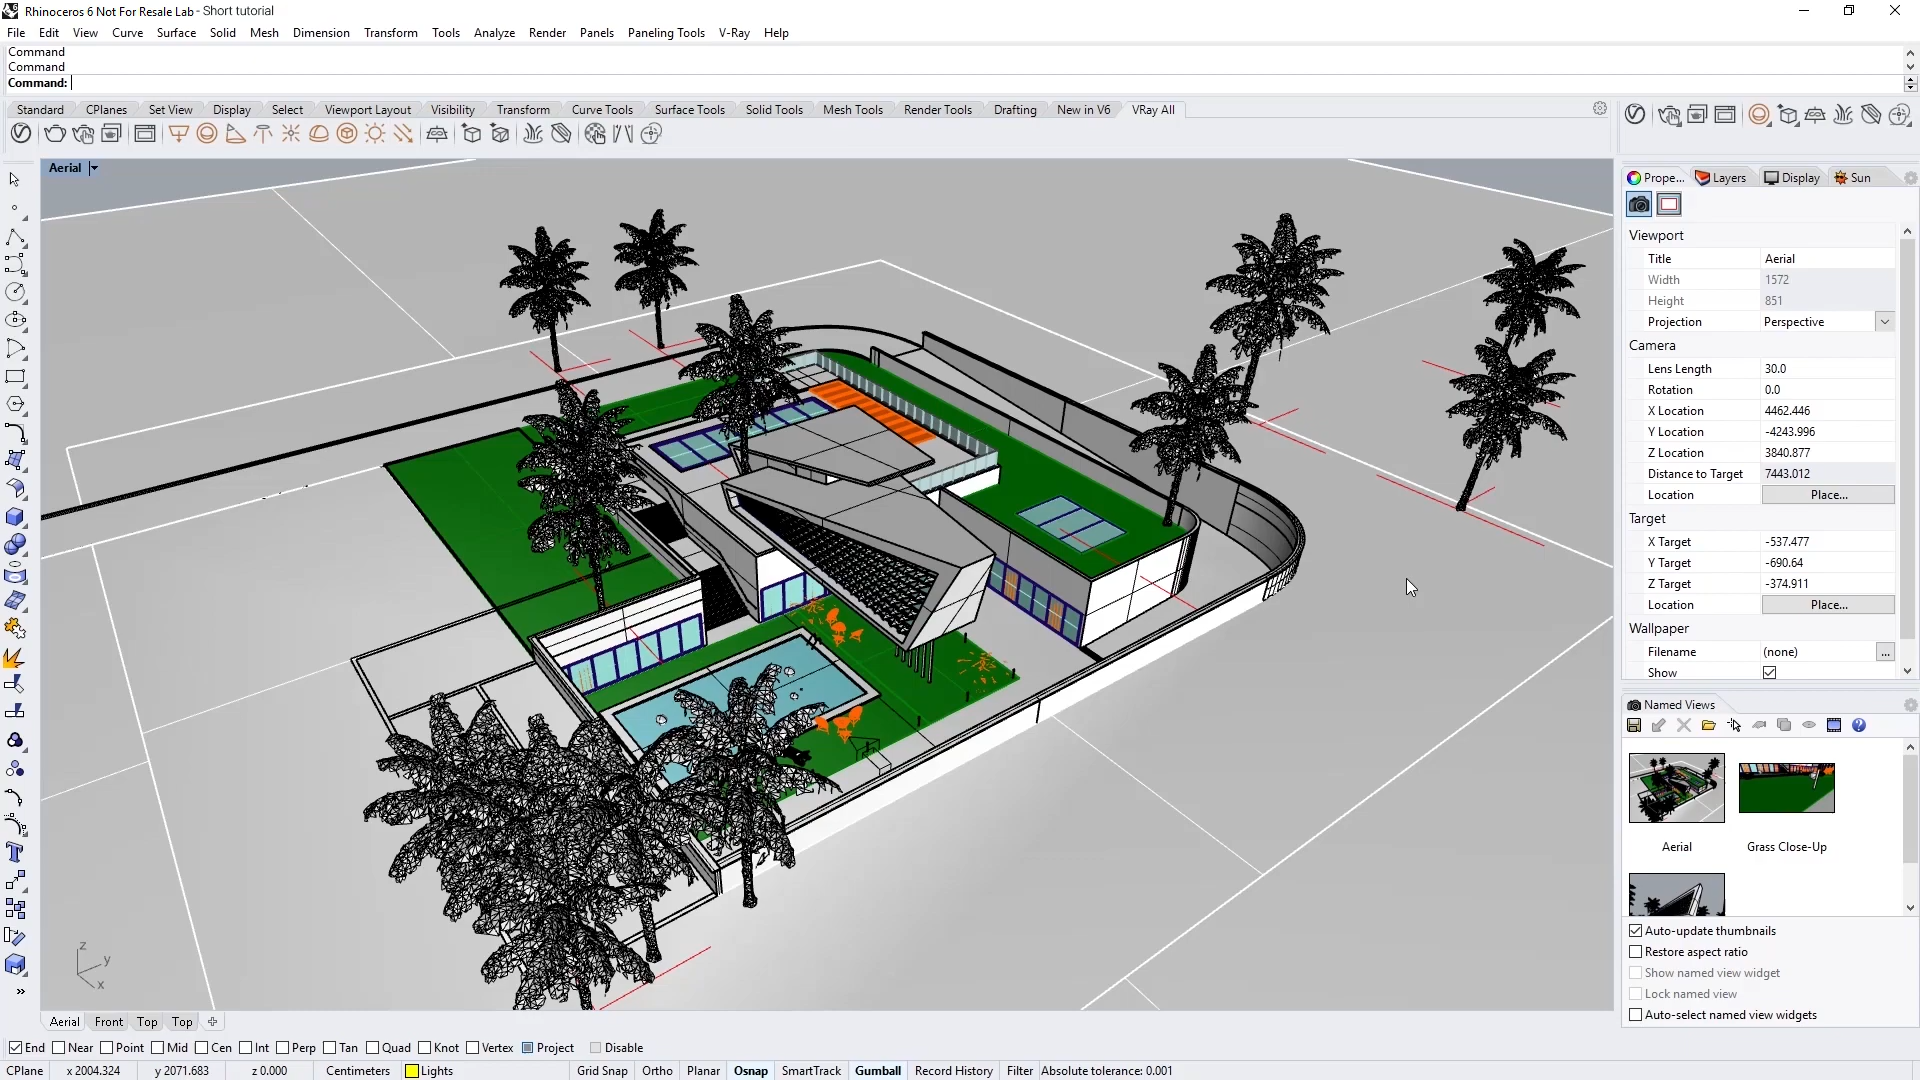 Rhinoceros 6 Not For Resale Lab - Short tutorial
File Edit View Curve Surface Solid Mesh Dimension Transform Tools Analyze Render Panels Paneling Tools V-Ray Help
Command
Command
Command:
Standard CPlanes Set View Display Select Viewport Layout Visibility Transform Curve Tools Surface Tools Solid Tools Mesh Tools Render Tools Drafting New in V6 VRay All
Aerial
Prope... Layers Display Sun
Viewport
Title Aerial
Width 1572
Height 851
Projection Perspective
Camera
Lens Length 30.0
Rotation 0.0
X Location 4462.446
Y Location -4243.996
Z Location 3840.877
Distance to Target 7443.012
Location Place...
Target
X Target -537.477
Y Target -690.64
Z Target -374.911
Location Place...
Wallpaper
Filename (none) ...
Show
Named Views
Aerial Grass Close-Up
Auto-update thumbnails
Restore aspect ratio
Show named view widget
Lock named view
Auto-select named view widgets
z
y
x
Aerial Front Top Top
End Near Point Mid Cen Int Perp Tan Quad Knot Vertex Project Disable
CPlane x 2004.324 y 2071.683 z 0.000 Centimeters Lights Grid Snap Ortho Planar Osnap SmartTrack Gumball Record History Filter Absolute tolerance: 0.001